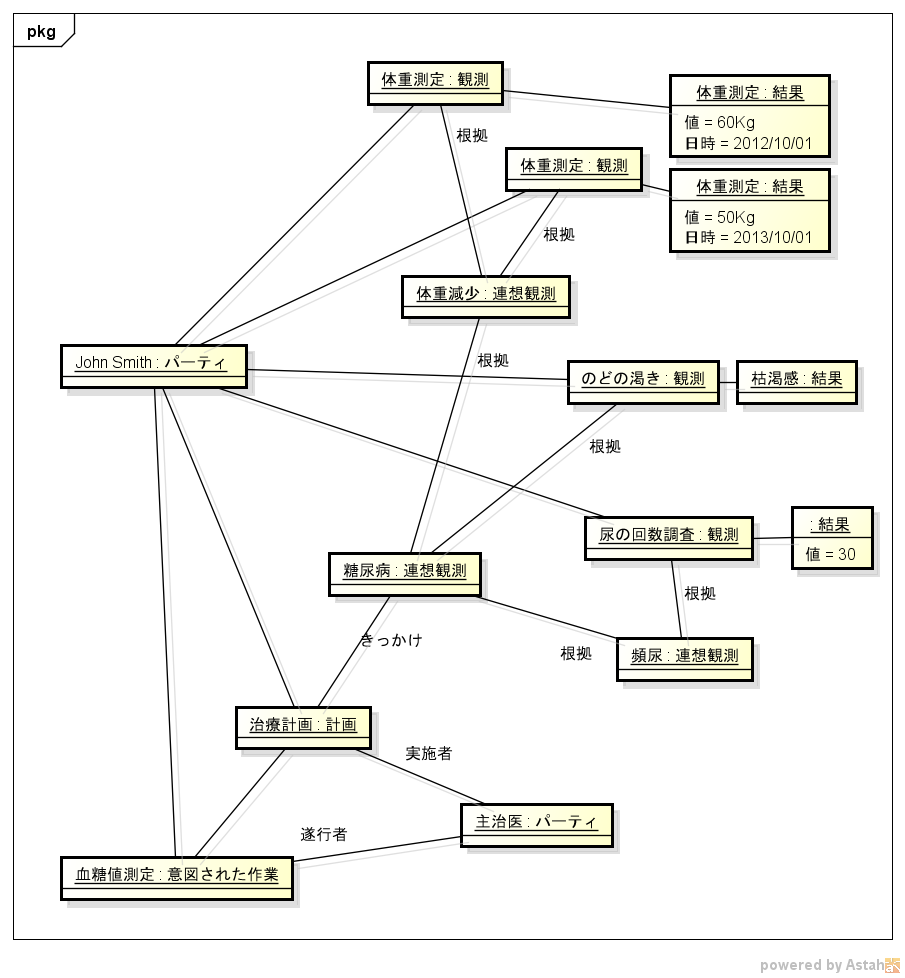 pkg
体重測定 : 観測
体重測定 : 結果
値 = 60Kg
日時 = 2012/10/01
根拠
体重測定 : 観測
体重測定 : 結果
値 = 50Kg
日時 = 2013/10/01
根拠
体重減少 : 連想観測
John Smith : パーティ
根拠
のどの渇き : 観測
枯渇感 : 結果
根拠
尿の回数調査 : 観測
: 結果
値 = 30
糖尿病 : 連想観測
根拠
きっかけ
根拠
頻尿 : 連想観測
治療計画 : 計画
実施者
主治医 : パーティ
遂行者
血糖値測定 : 意図された作業
powered by Astah